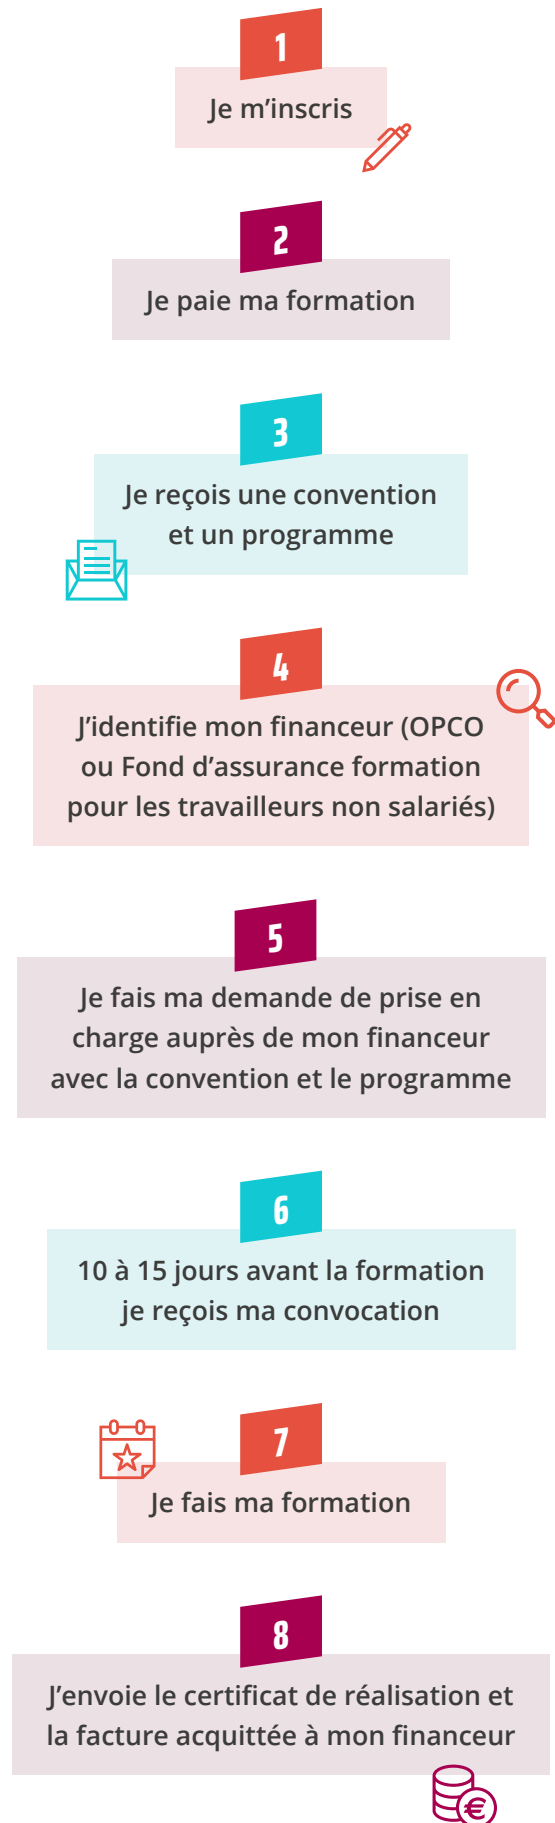 1
Je m’inscris
2
Je paie ma formation
3
Je reçois une convention
et un programme
4
J’identifie mon financeur (OPCO
ou Fond d’assurance formation
pour les travailleurs non salariés)
5
Je fais ma demande de prise en
charge auprès de mon financeur
avec la convention et le programme
6
10 à 15 jours avant la formation
je reçois ma convocation
7
Je fais ma formation
8
J’envoie le certificat de réalisation et
la facture acquittée à mon financeur
€